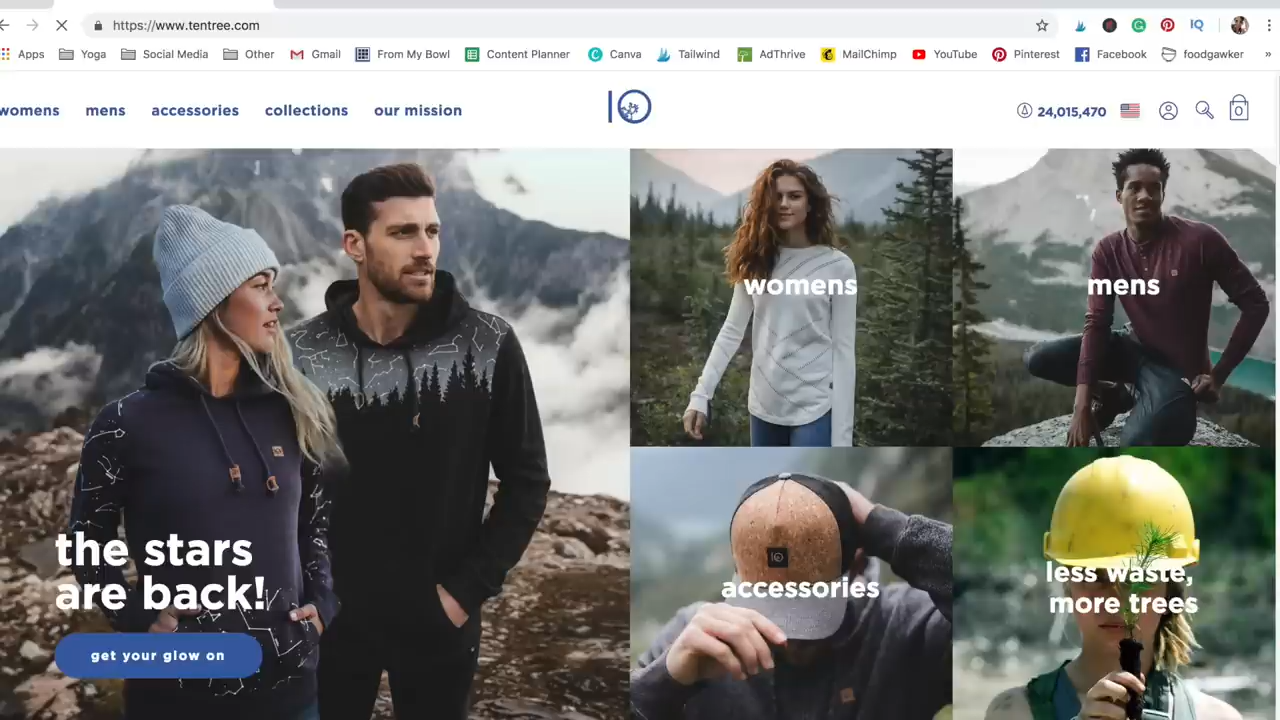 https://www.tentree.com
IQ
Apps
Yoga
Social Media
Other
Gmail
From My Bowl
Content Planner
Canva
Tailwind
AdThrive
MailChimp
YouTube
Pinterest
Facebook
foodgawker
»
womens
mens
accessories
collections
our mission
24,015,470
0
womens
mens
the stars
are back!
get your glow on
accessories
less waste,
more trees